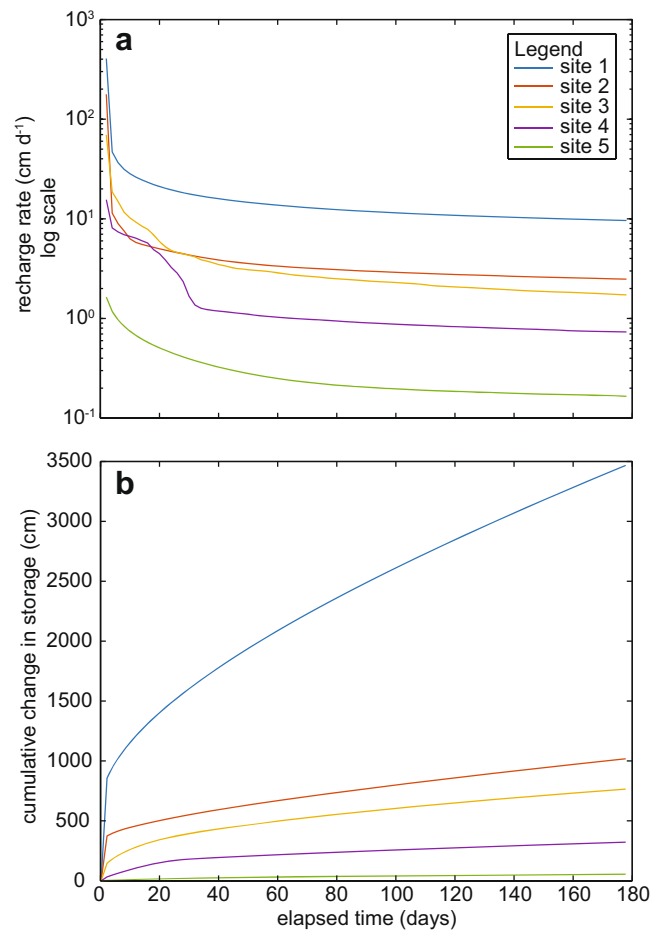 a
10³
10²
10¹
10⁰
10⁻¹
recharge rate (cm d⁻¹)
log scale
Legend
site 1
site 2
site 3
site 4
site 5
b
3500
3000
2500
2000
1500
1000
500
0
cumulative change in storage (cm)
0 20 40 60 80 100 120 140 160 180
elapsed time (days)